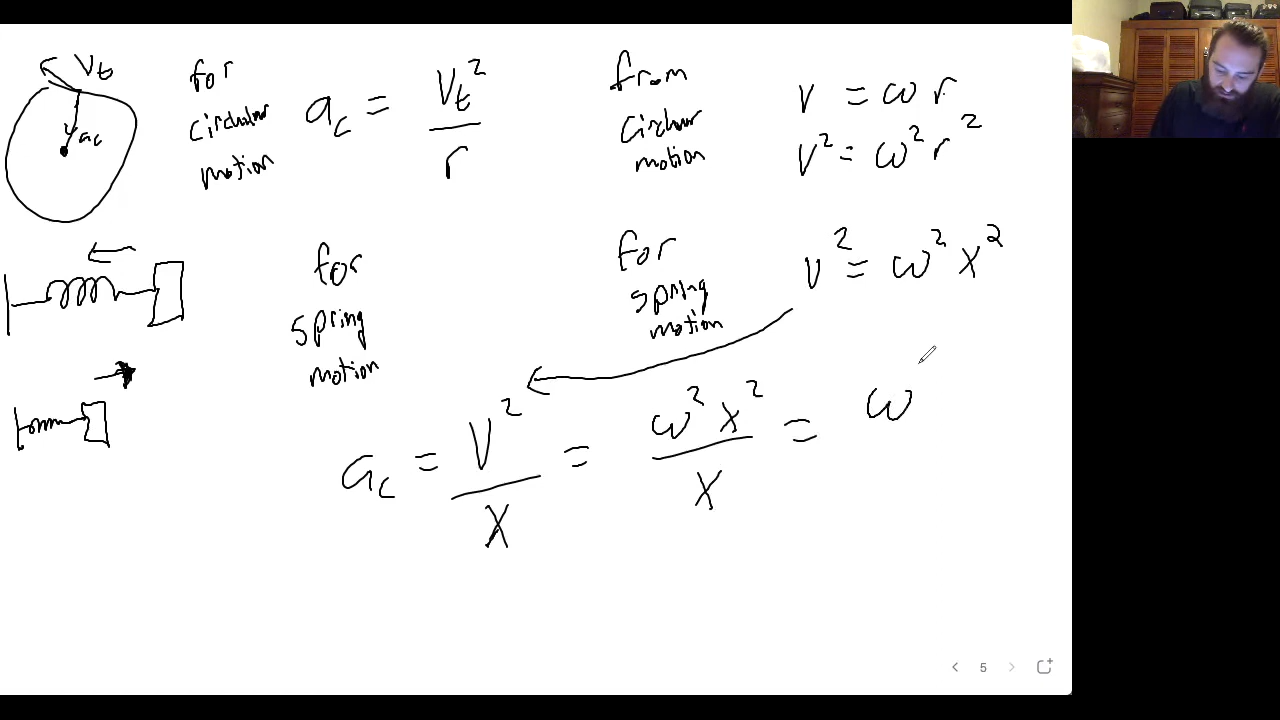 Vt
ac
for
circular
motion
ac = Vt²/r
from
circular
motion
v = ωr
v² = ω²r²
for
spring
motion
for
spring
motion
v² = ω²x²
ac = V²/x = ω²x²/x = ω
5